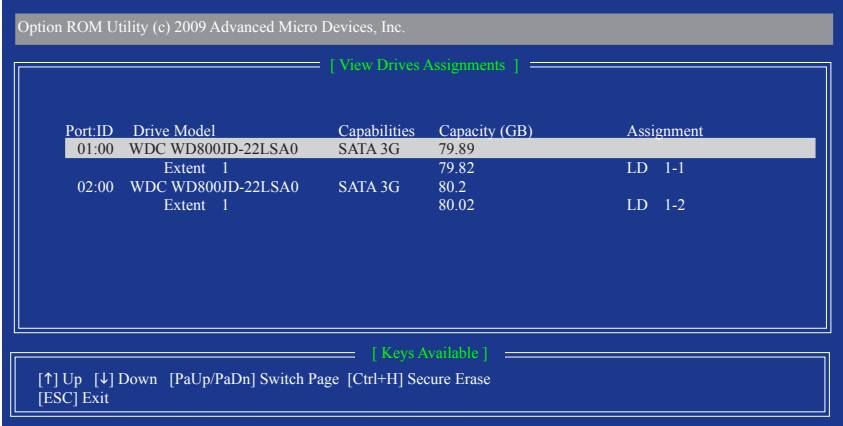 Option ROM Utility (c) 2009 Advanced Micro Devices, Inc.
[ View Drives Assignments ]
Port:ID Drive Model Capabilities Capacity (GB) Assignment
01:00 WDC WD800JD-22LSA0 SATA 3G 79.89
Extent 1 79.82 LD 1-1
02:00 WDC WD800JD-22LSA0 SATA 3G 80.2
Extent 1 80.02 LD 1-2
[ Keys Available ]
[↑] Up [↓] Down [PaUp/PaDn] Switch Page [Ctrl+H] Secure Erase
[ESC] Exit